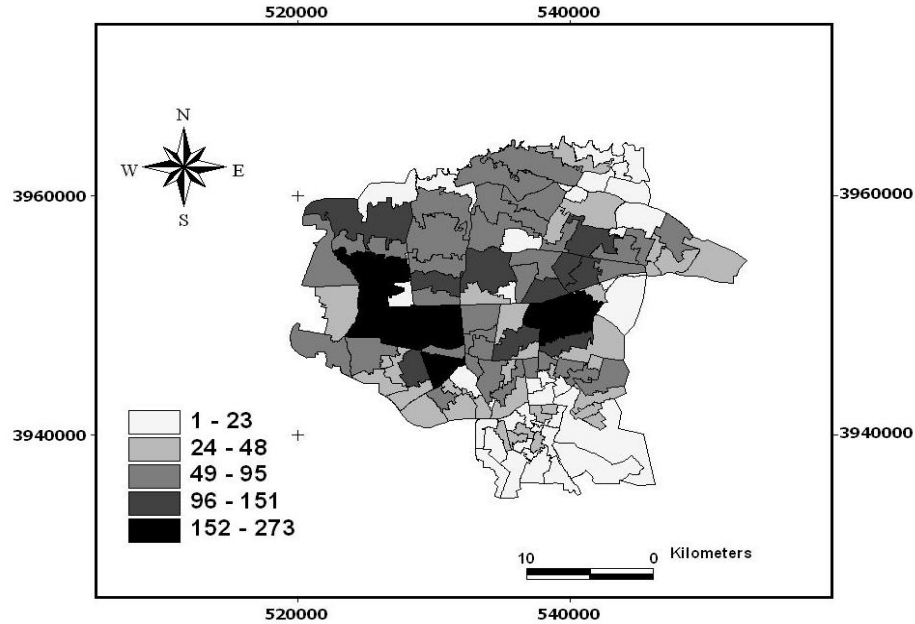 520000 540000
N
W E
S
3960000 3960000
1 - 23
24 - 48
49 - 95
96 - 151
152 - 273
3940000 3940000
10 0 Kilometers
520000 540000